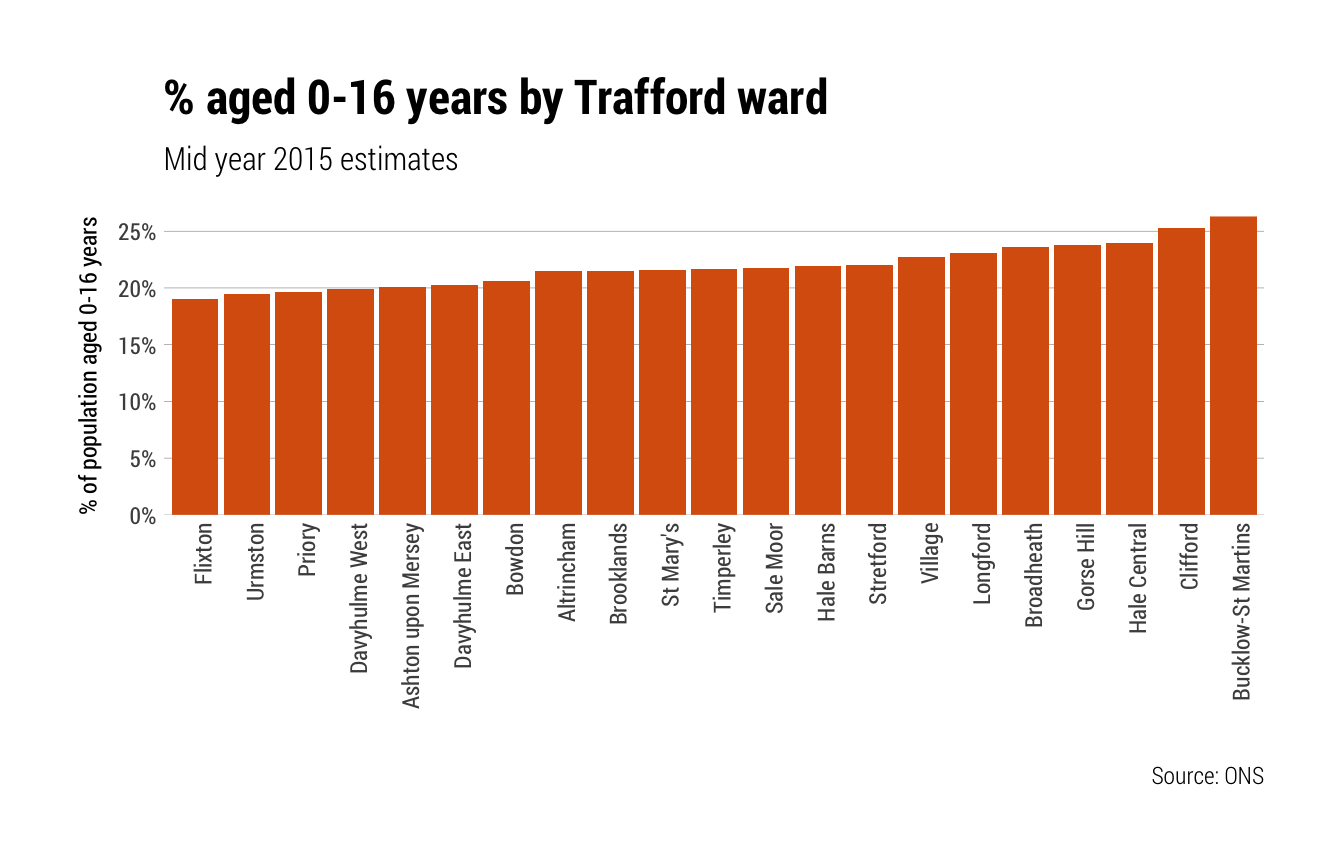 % aged 0-16 years by Trafford ward
Mid year 2015 estimates
% of population aged 0-16 years
25%
20%
15%
10%
5%
0%
Flixton
Urmston
Priory
Davyhulme West
Ashton upon Mersey
Davyhulme East
Bowdon
Altrincham
Brooklands
St Mary's
Timperley
Sale Moor
Hale Barns
Stretford
Village
Longford
Broadheath
Gorse Hill
Hale Central
Clifford
Bucklow-St Martins
Source: ONS